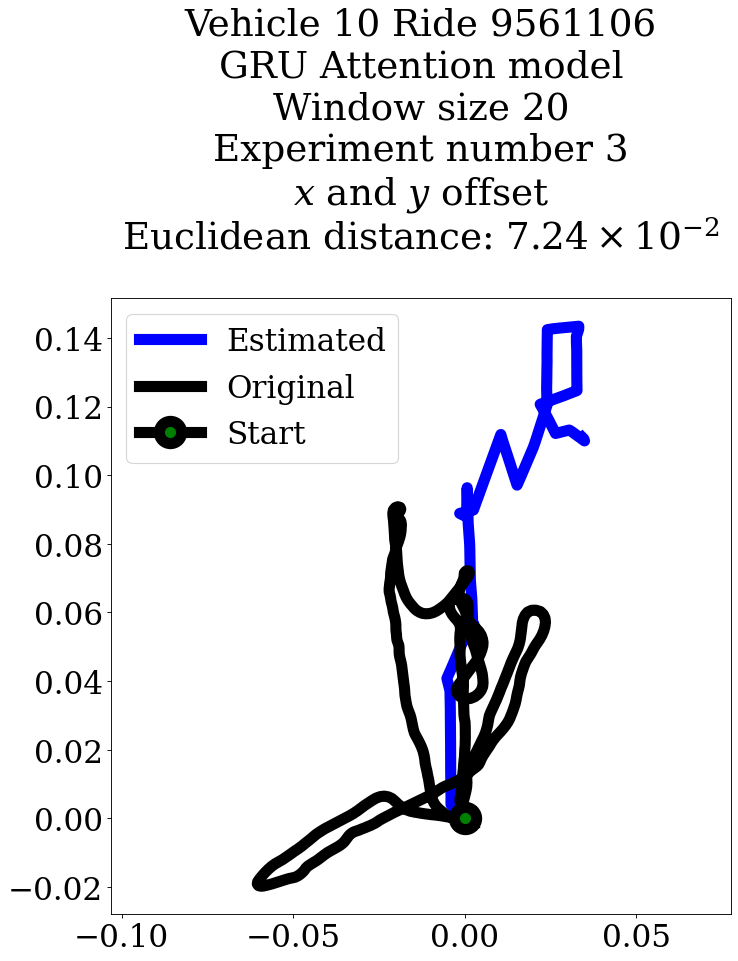 Vehicle 10 Ride 9561106
GRU Attention model
Window size 20
Experiment number 3
x and y offset
Euclidean distance: 7.24 × 10⁻²
Estimated
Original
Start
0.14
0.12
0.10
0.08
0.06
0.04
0.02
0.00
−0.02
−0.10 −0.05 0.00 0.05